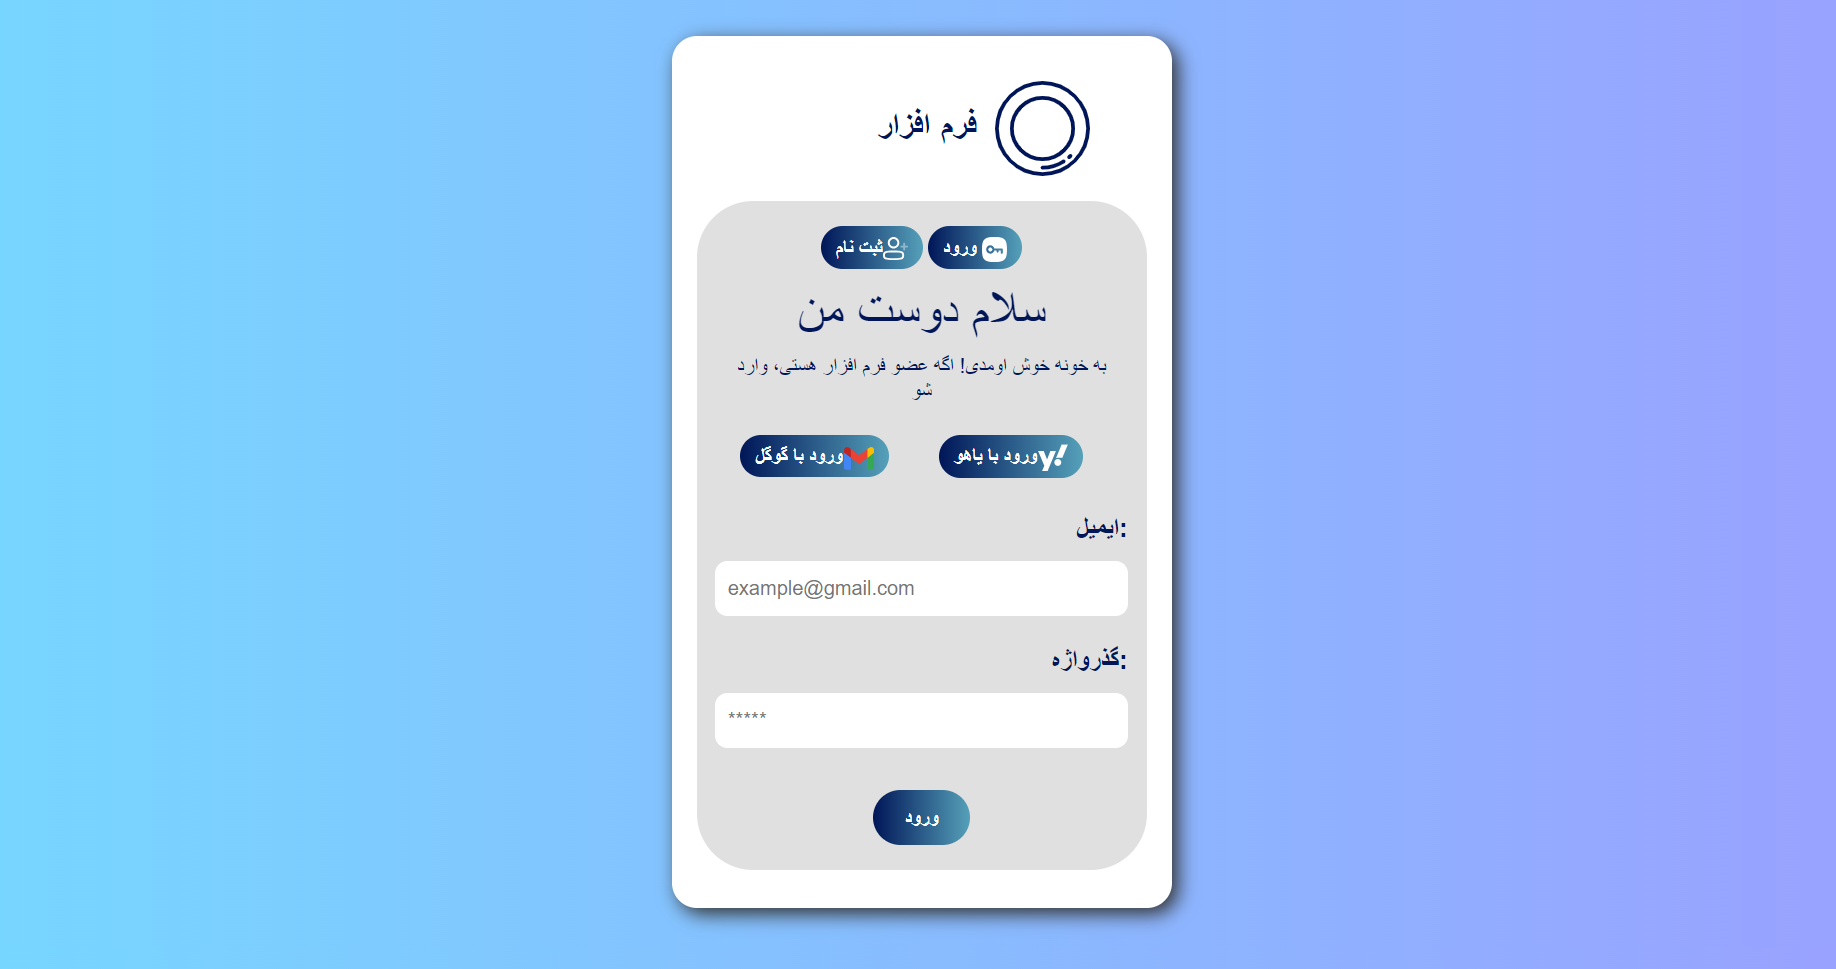 فرم افزار
ورود
ثبت نام
سلام دوست من
به خونه خوش اومدی! اگه عضو فرم افزار هستی، وارد
شو
ورود با یاهو
ورود با گوگل
ایمیل:
example@gmail.com
گذرواژه:
*****
ورود